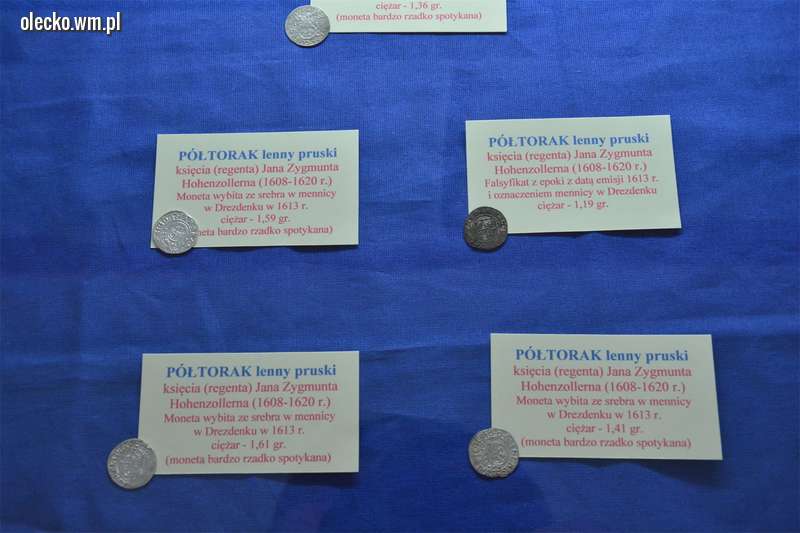 olecko.wm.pl
ciężar - 1,36 gr.
(moneta bardzo rzadko spotykana)
PÓŁTORAK lenny pruski
księcia (regenta) Jana Zygmunta
Hohenzollerna (1608-1620 r.)
Moneta wybita ze srebra w mennicy
w Drezdenku w 1613 r.
ciężar - 1,59 gr.
neta bardzo rzadko spotykana)
PÓŁTORAK lenny pruski
księcia (regenta) Jana Zygmunta
Hohenzollerna (1608-1620 r.)
Falsyfikat z epoki z datą emisji 1613 r.
i oznaczeniem mennicy w Drezdenku
ciężar - 1,19 gr.
PÓŁTORAK lenny pruski
księcia (regenta) Jana Zygmunta
Hohenzollerna (1608-1620 r.)
Moneta wybita ze srebra w mennicy
w Drezdenku w 1613 r.
ciężar - 1,61 gr.
(moneta bardzo rzadko spotykana)
PÓŁTORAK lenny pruski
księcia (regenta) Jana Zygmunta
Hohenzollerna (1608-1620 r.)
Moneta wybita ze srebra w mennicy
w Drezdenku w 1613 r.
ciężar - 1,41 gr.
(moneta bardzo rzadko spotykana)